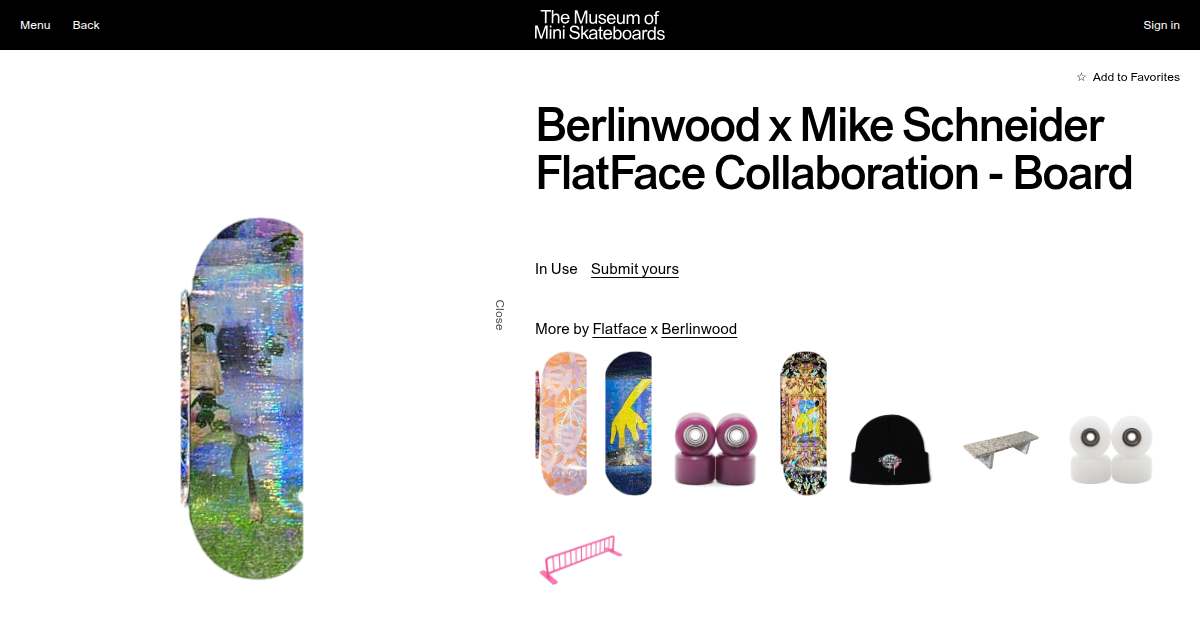 Menu
Back
The Museum of
Mini Skateboards
Sign in
☆ Add to Favorites
Berlinwood x Mike Schneider
FlatFace Collaboration - Board
In Use
Submit yours
Close
More by Flatface x Berlinwood